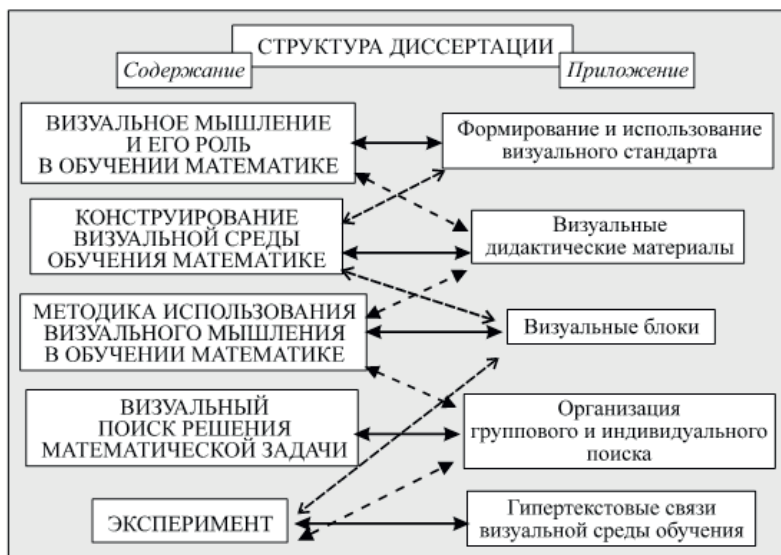 СТРУКТУРА ДИССЕРТАЦИИ
Содержание
Приложение
ВИЗУАЛЬНОЕ МЫШЛЕНИЕ
И ЕГО РОЛЬ
В ОБУЧЕНИИ МАТЕМАТИКЕ
Формирование и использование
визуального стандарта
КОНСТРУИРОВАНИЕ
ВИЗУАЛЬНОЙ СРЕДЫ
ОБУЧЕНИЯ МАТЕМАТИКЕ
Визуальные
дидактические материалы
МЕТОДИКА ИСПОЛЬЗОВАНИЯ
ВИЗУАЛЬНОГО МЫШЛЕНИЯ
В ОБУЧЕНИИ МАТЕМАТИКЕ
Визуальные блоки
ВИЗУАЛЬНЫЙ
ПОИСК РЕШЕНИЯ
МАТЕМАТИЧЕСКОЙ ЗАДАЧИ
Организация
группового и индивидуального
поиска
ЭКСПЕРИМЕНТ
Гипертекстовые связи
визуальной среды обучения